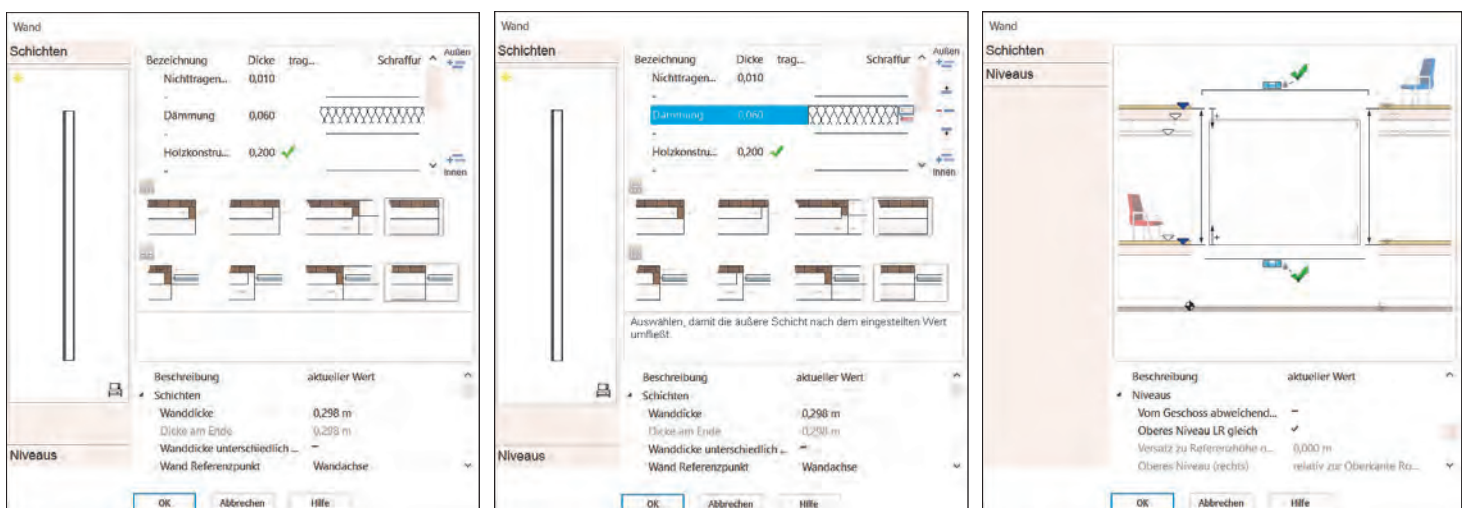 Wand
Schichten
Bezeichnung Dicke trag... Schraffur Außen
Nichttragen... 0,010
-
Dämmung 0,060
-
Holzkonstru... 0,200
-
Innen
Beschreibung aktueller Wert
Schichten
Wanddicke 0,298 m
Dicke am Ende 0,298 m
Wanddicke unterschiedlich ... –
Wand Referenzpunkt Wandachse
Niveaus
OK Abbrechen Hilfe
Wand
Schichten
Bezeichnung Dicke trag... Schraffur Außen
Nichttragen... 0,010
-
Dämmung 0,060
-
Holzkonstru... 0,200
-
Innen
Auswählen, damit die äußere Schicht nach dem eingestellten Wert
umfließt.
Beschreibung aktueller Wert
Schichten
Wanddicke 0,298 m
Dicke am Ende 0,298 m
Wanddicke unterschiedlich ... –
Wand Referenzpunkt Wandachse
Niveaus
OK Abbrechen Hilfe
Wand
Schichten
Niveaus
Beschreibung aktueller Wert
Niveaus
Vom Geschoss abweichend... –
Oberes Niveau LR gleich
Versatz zu Referenzhöhe o... 0,000 m
Oberes Niveau (rechts) relativ zur Oberkante Ro...
OK Abbrechen Hilfe